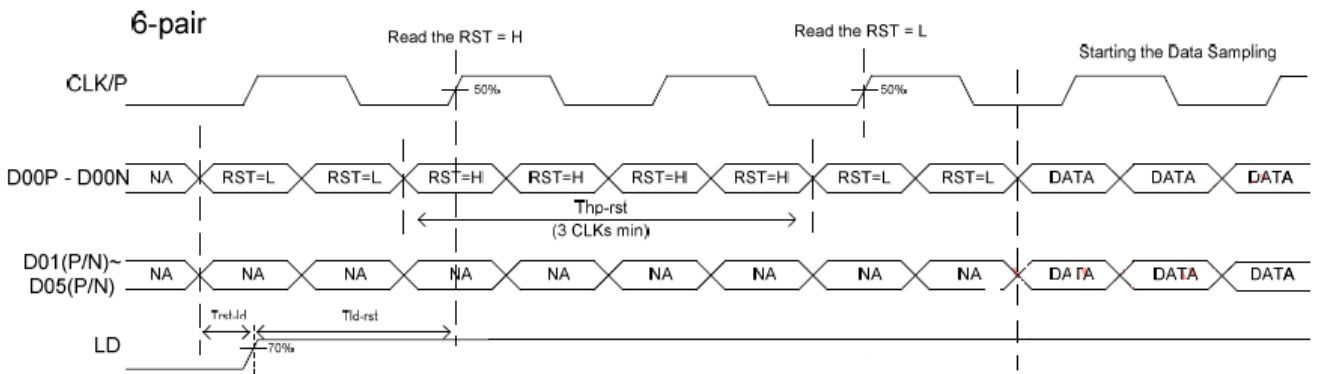 6-pair
Read the RST = H
Read the RST = L
Starting the Data Sampling
CLK/P
50%
50%
D00P - D00N
NA RST=L RST=L RST=H RST=H RST=H RST=H RST=L RST=L DATA DATA DATA
Thp-rst
(3 CLKs min)
D01(P/N)~
D05(P/N)
NA NA NA NA NA NA NA NA NA DATA DATA DATA
Trst-ld
Tld-rst
LD
70%